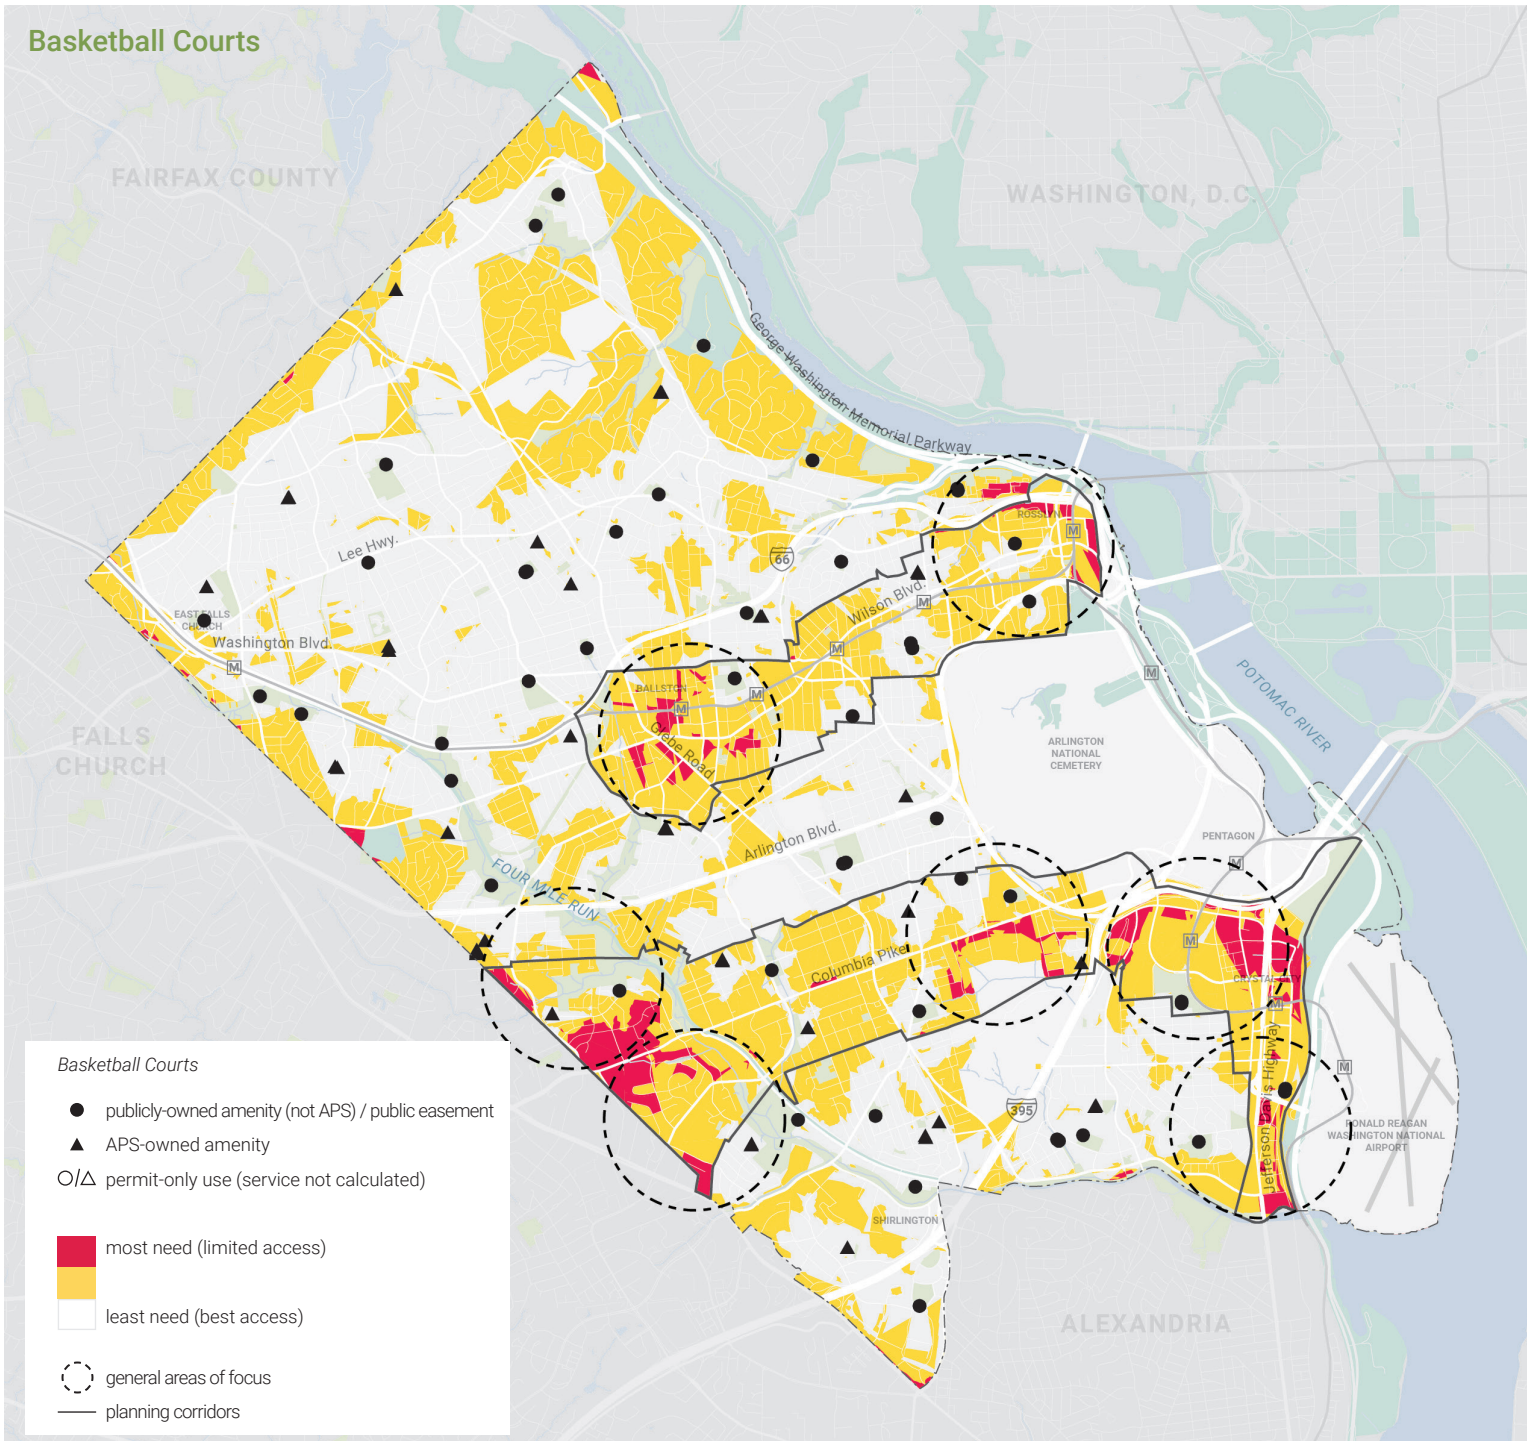 Basketball Courts
FAIRFAX COUNTY
WASHINGTON, D.C.
George Washington Memorial Parkway
Lee Hwy.
66
ROSSLYN
M
EAST FALLS
CHURCH
Washington Blvd.
M
Wilson Blvd.
M
M
M
BALLSTON
M
Glebe Road
M
POTOMAC RIVER
FALLS
CHURCH
ARLINGTON
NATIONAL
CEMETERY
Arlington Blvd.
PENTAGON
M
FOUR MILE RUN
Columbia Pike
M
CRYSTAL CITY
M
Jefferson Davis Highway
M
395
RONALD REAGAN
WASHINGTON NATIONAL
AIRPORT
SHIRLINGTON
ALEXANDRIA
Basketball Courts
publicly-owned amenity (not APS) / public easement
APS-owned amenity
permit-only use (service not calculated)
most need (limited access)
least need (best access)
general areas of focus
planning corridors